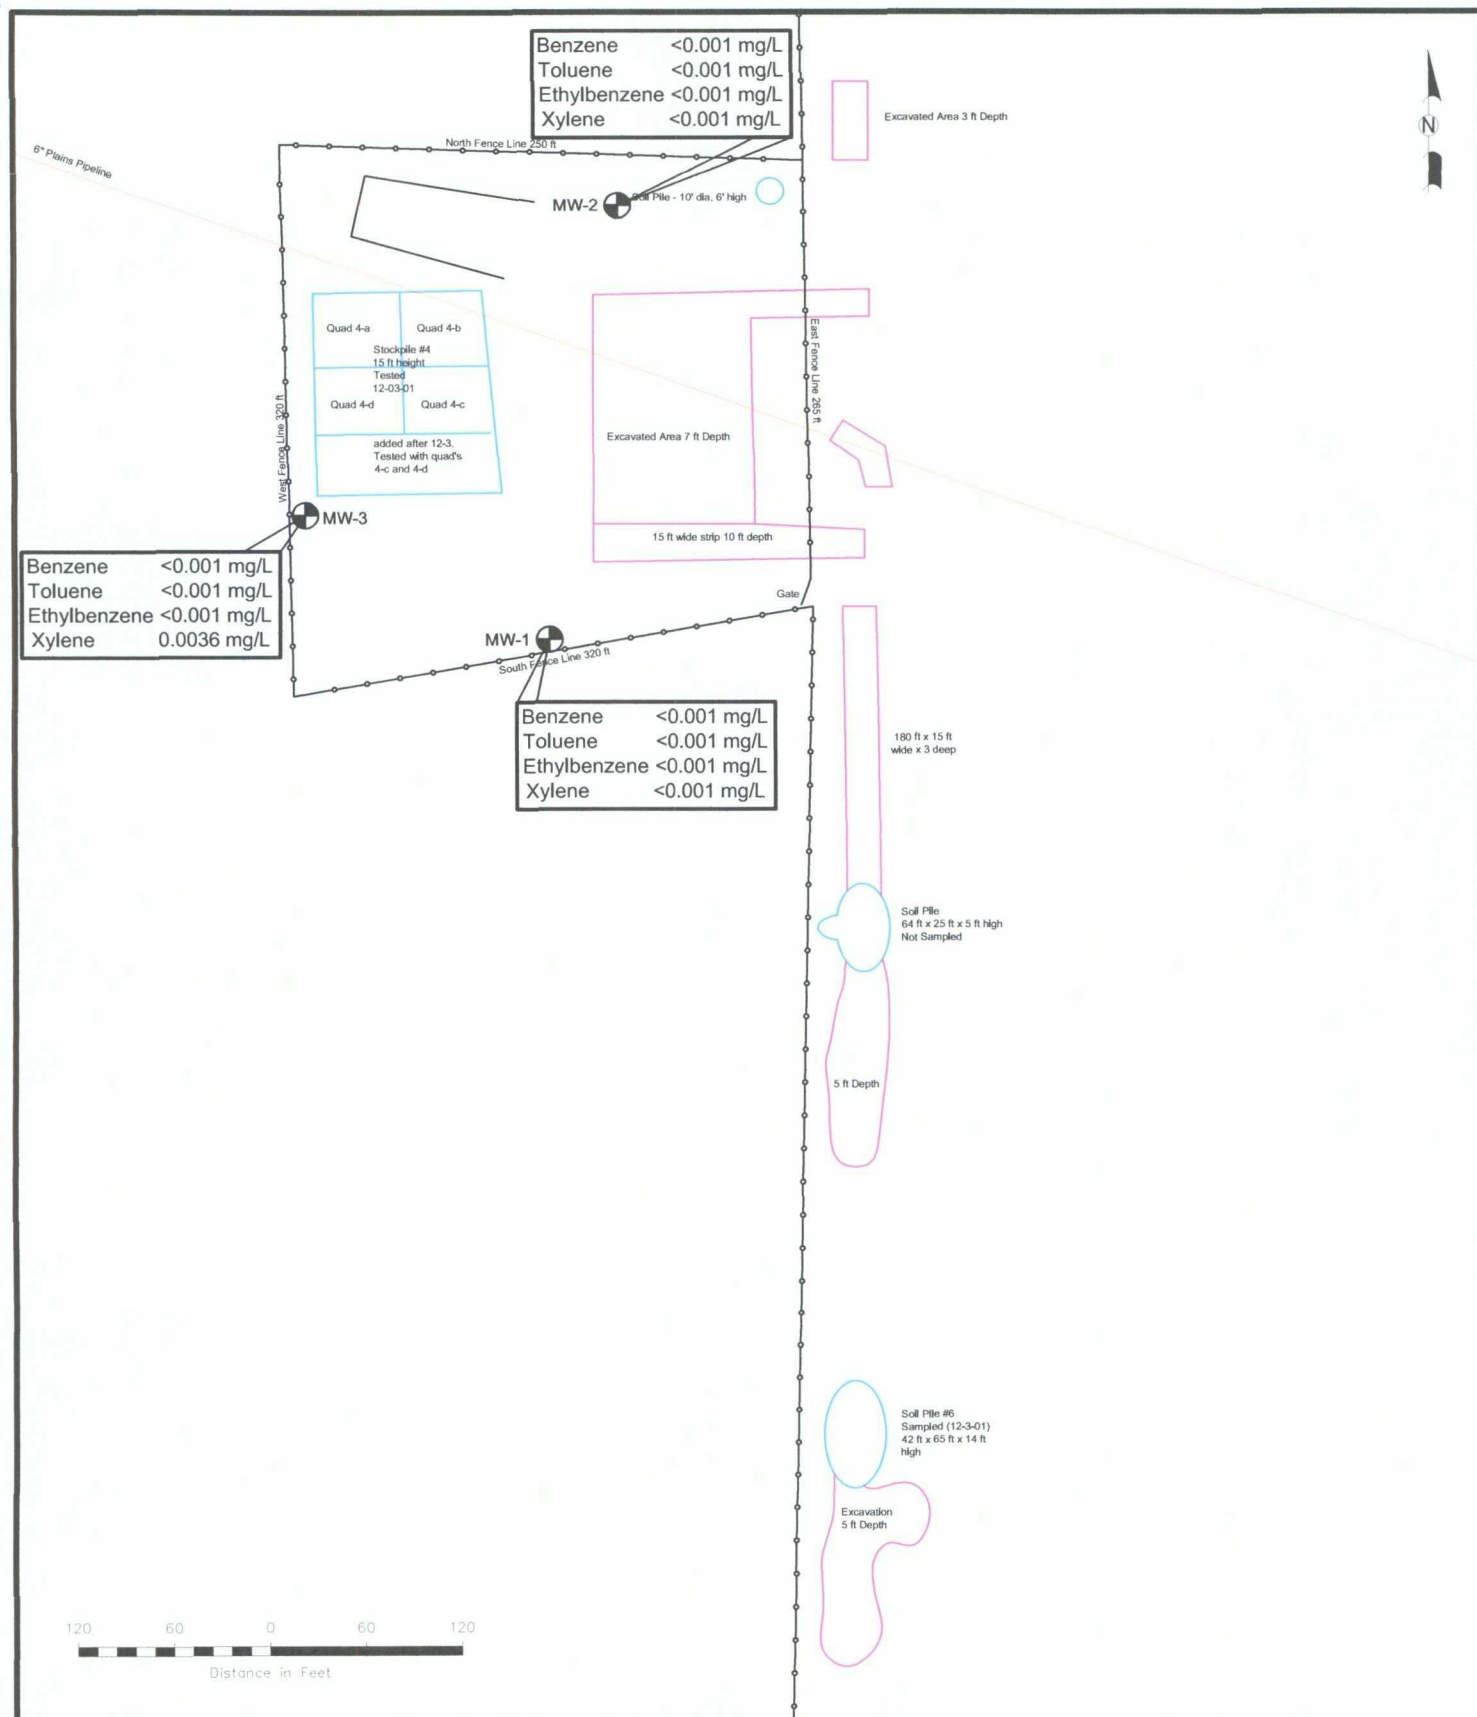 Benzene <0.001 mg/L
Toluene <0.001 mg/L
Ethylbenzene <0.001 mg/L
Xylene <0.001 mg/L
Excavated Area 3 ft Depth
N
6" Plains Pipeline
North Fence Line 250 ft
MW-2
Soil Pile - 10' dia, 6' high
Quad 4-a
Quad 4-b
Stockpile #4
15 ft height
Tested
12-03-01
Quad 4-d
Quad 4-c
added after 12-3.
Tested with quad's
4-c and 4-d
West Fence Line 320 ft
East Fence Line 265 ft
Excavated Area 7 ft Depth
15 ft wide strip 10 ft depth
MW-3
Benzene <0.001 mg/L
Toluene <0.001 mg/L
Ethylbenzene <0.001 mg/L
Xylene 0.0036 mg/L
Gate
MW-1
South Fence Line 320 ft
Benzene <0.001 mg/L
Toluene <0.001 mg/L
Ethylbenzene <0.001 mg/L
Xylene <0.001 mg/L
180 ft x 15 ft
wide x 3 deep
Soil Pile
64 ft x 25 ft x 5 ft high
Not Sampled
5 ft Depth
Soil Pile #6
Sampled (12-3-01)
42 ft x 65 ft x 14 ft
high
Excavation
5 ft Depth
120 60 0 60 120
Distance in Feet